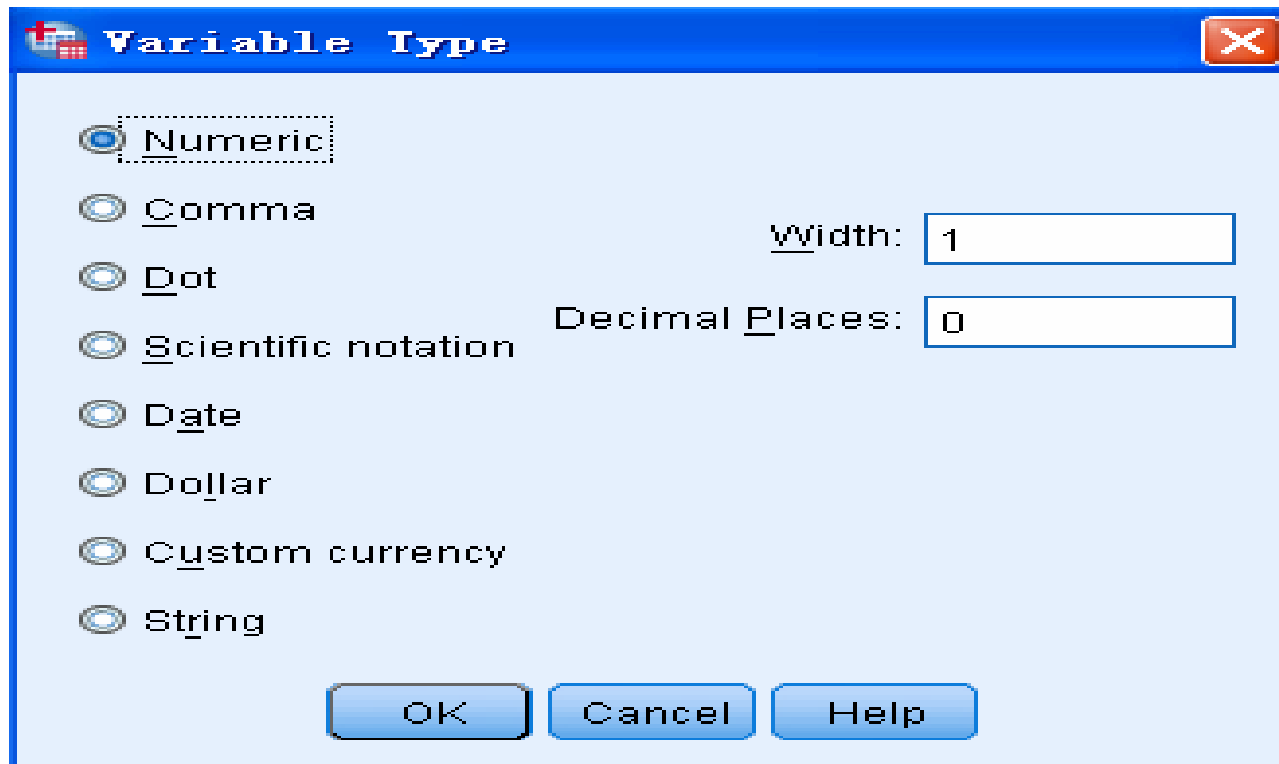 Variable Type
Numeric
Comma
Width: 1
Dot
Decimal Places: 0
Scientific notation
Date
Dollar
Custom currency
String
OK Cancel Help